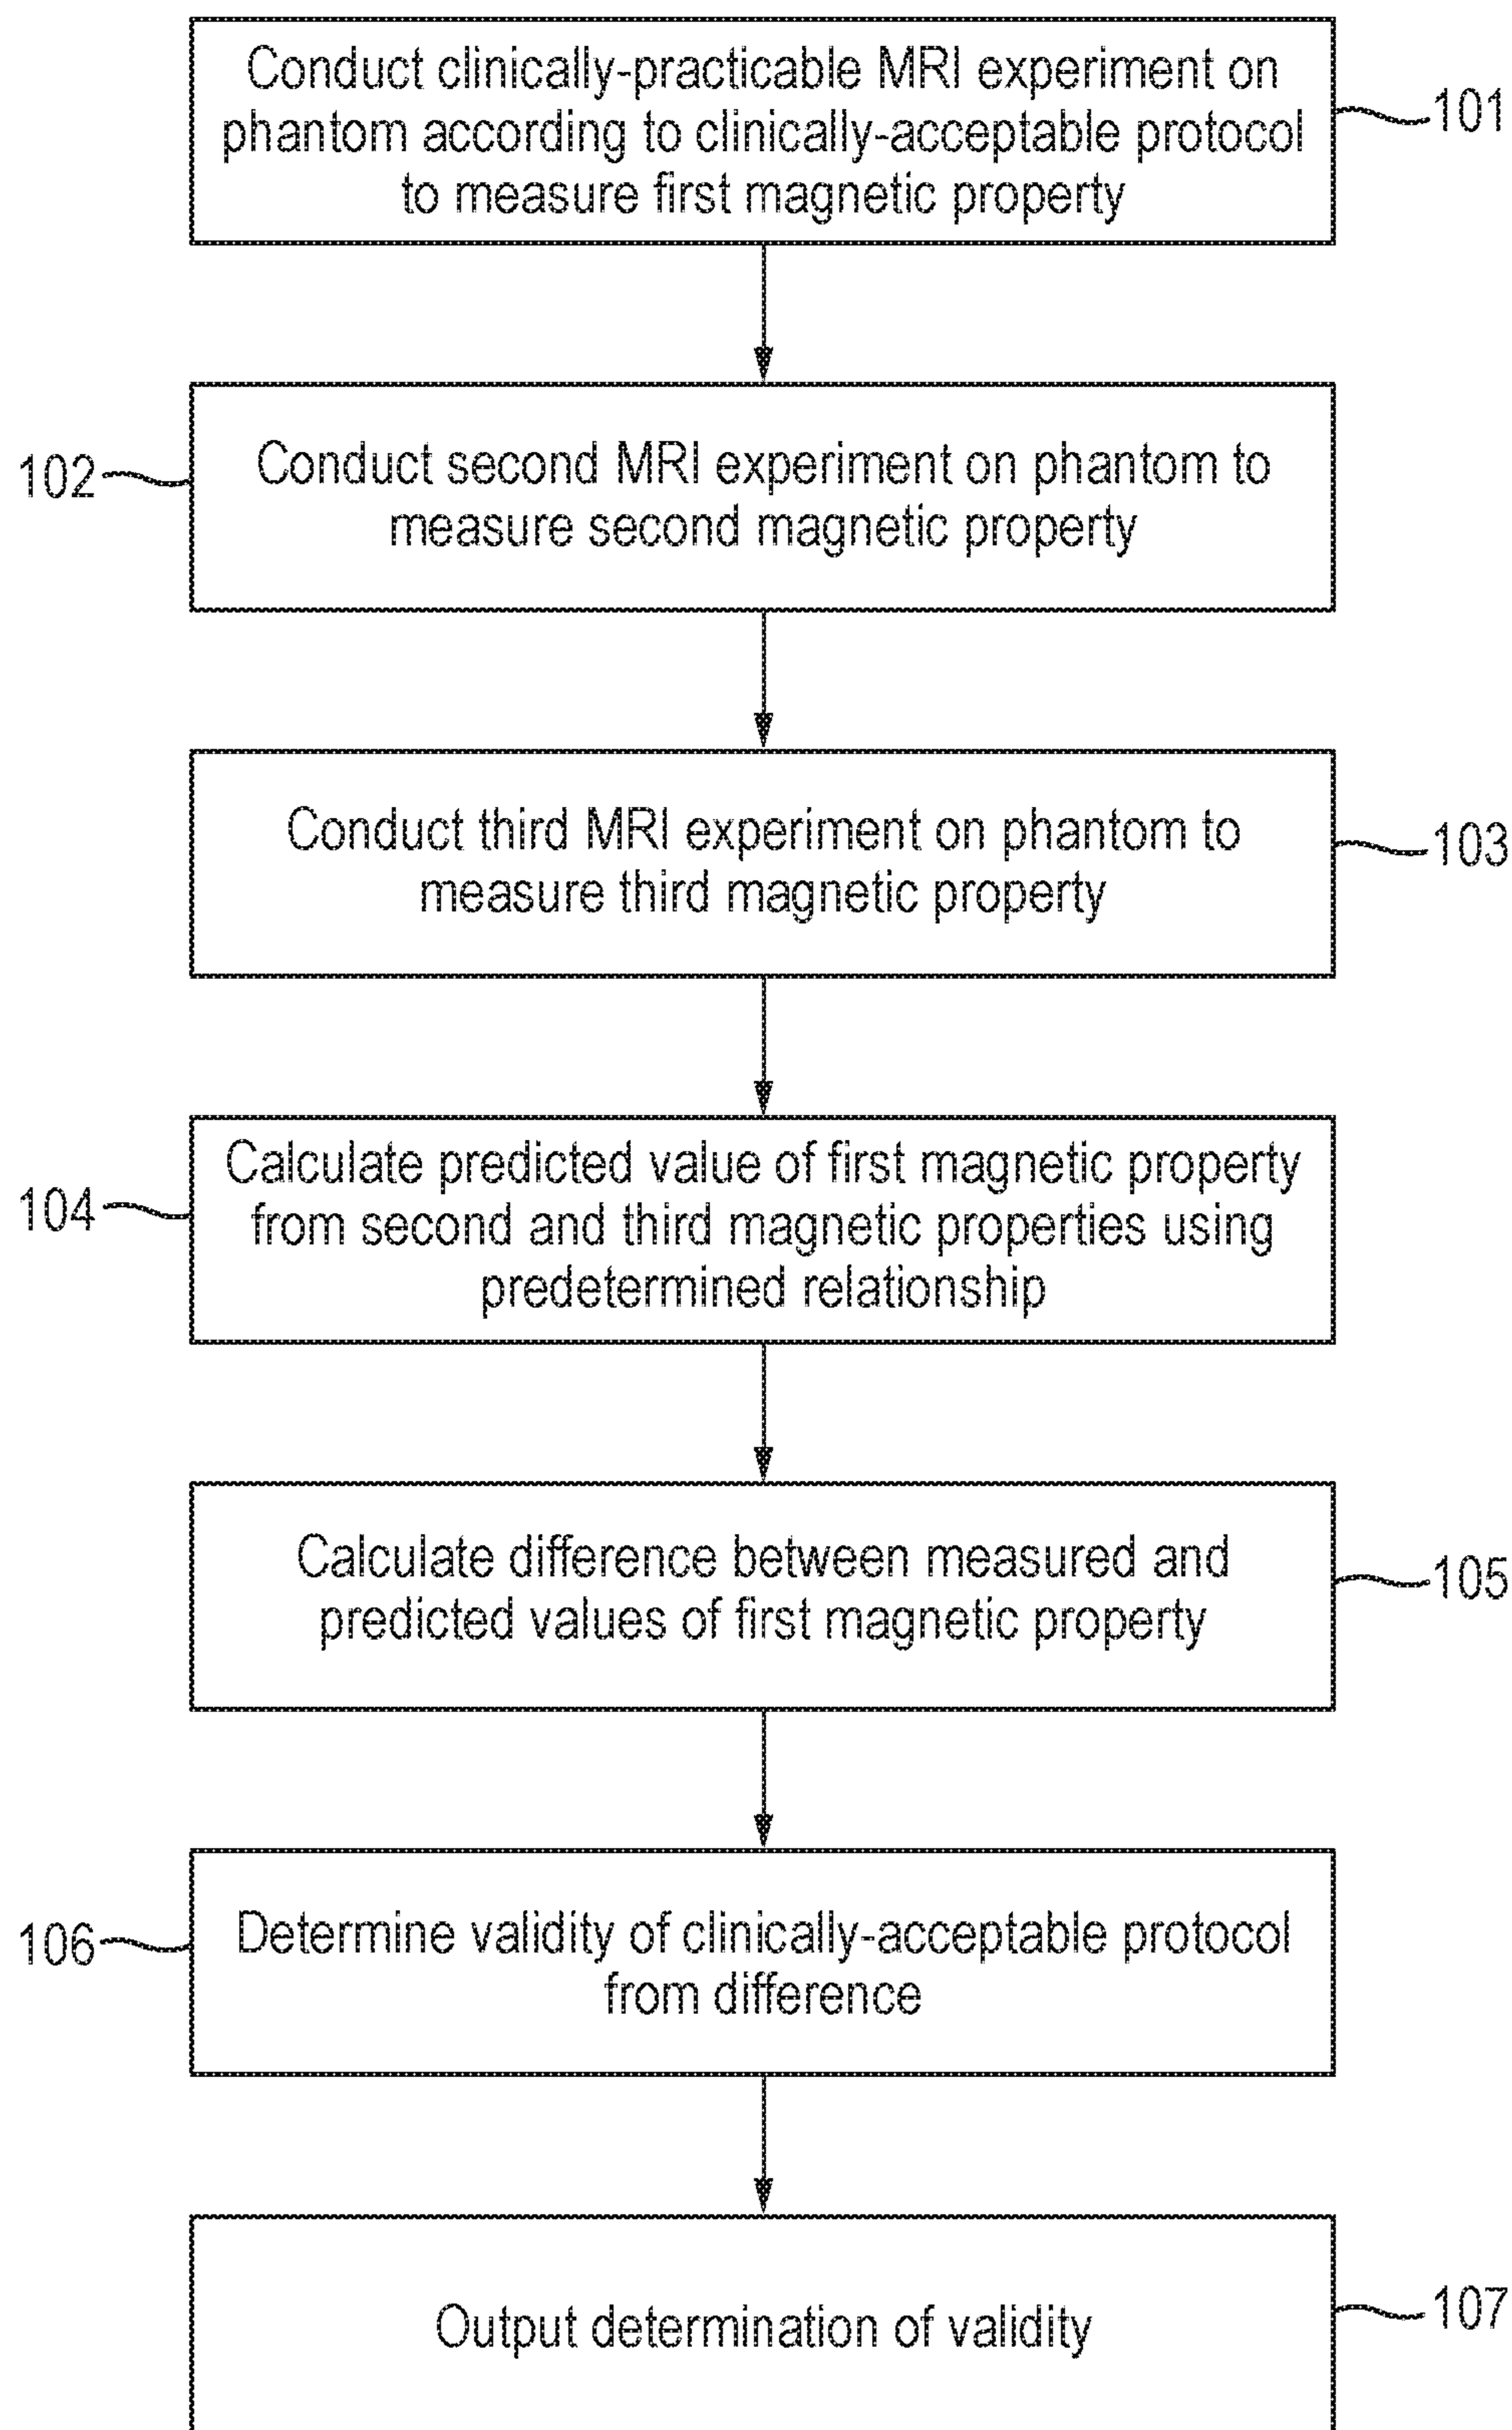 Conduct clinically-practicable MRI experiment on
phantom according to clinically-acceptable protocol
to measure first magnetic property
101
102
Conduct second MRI experiment on phantom to
measure second magnetic property
Conduct third MRI experiment on phantom to
measure third magnetic property
103
104
Calculate predicted value of first magnetic property
from second and third magnetic properties using
predetermined relationship
Calculate difference between measured and
predicted values of first magnetic property
105
106
Determine validity of clinically-acceptable protocol
from difference
Output determination of validity
107